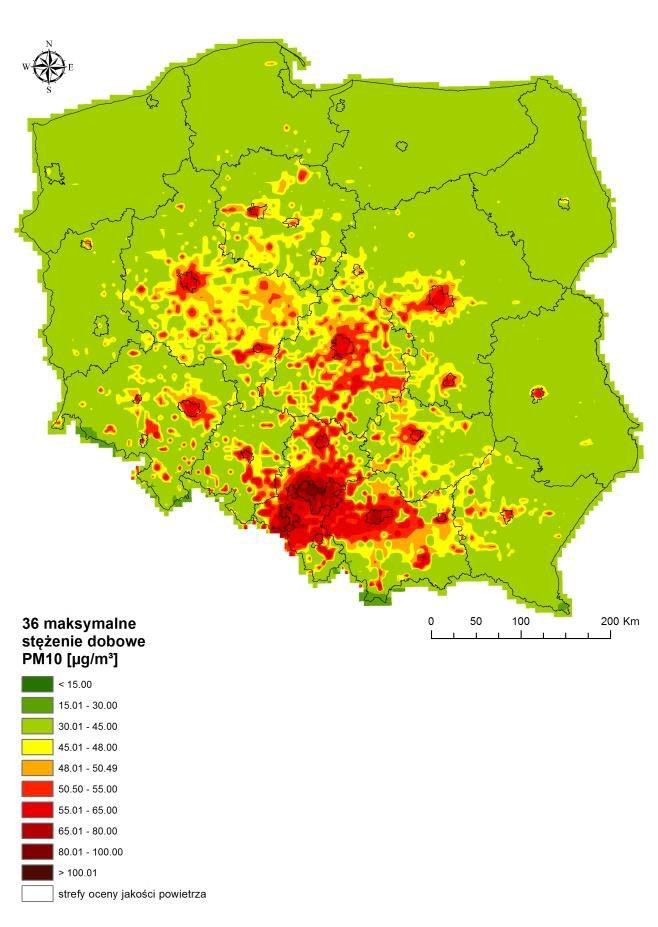 N
W E
S
0 50 100 200 Km
36 maksymalne
stężenie dobowe
PM10 [µg/m³]
< 15.00
15.01 - 30.00
30.01 - 45.00
45.01 - 48.00
48.01 - 50.49
50.50 - 55.00
55.01 - 65.00
65.01 - 80.00
80.01 - 100.00
> 100.01
strefy oceny jakości powietrza